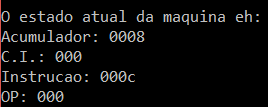 O estado atual da maquina eh:
Acumulador: 0008
C.I.: 000
Instrucao: 000c
OP: 000